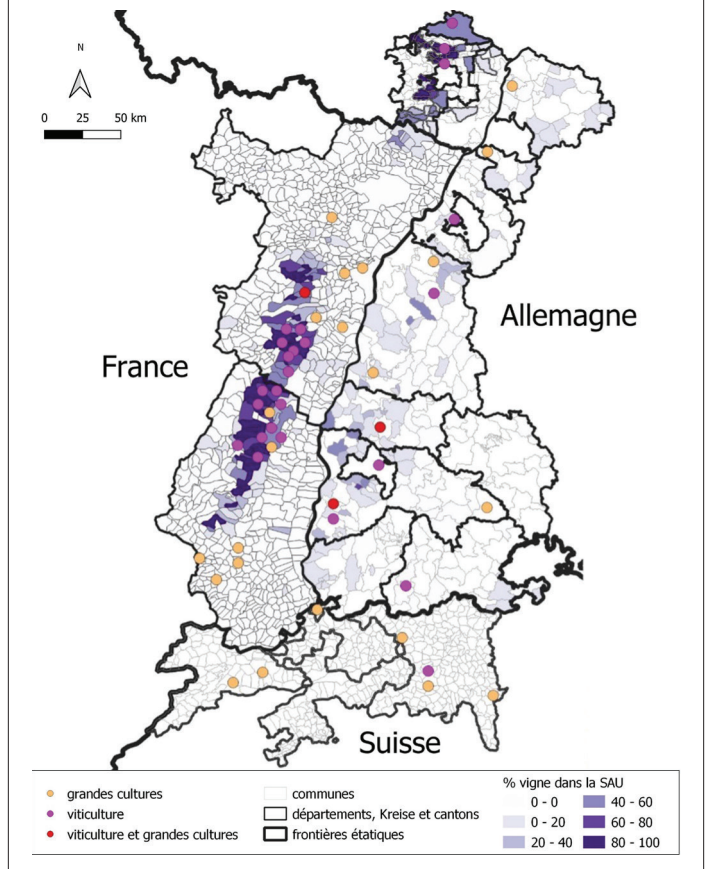 N
0 25 50 km
Allemagne
France
Suisse
grandes cultures
viticulture
viticulture et grandes cultures
communes
départements, Kreise et cantons
frontières étatiques
% vigne dans la SAU
0 - 0
0 - 20
20 - 40
40 - 60
60 - 80
80 - 100